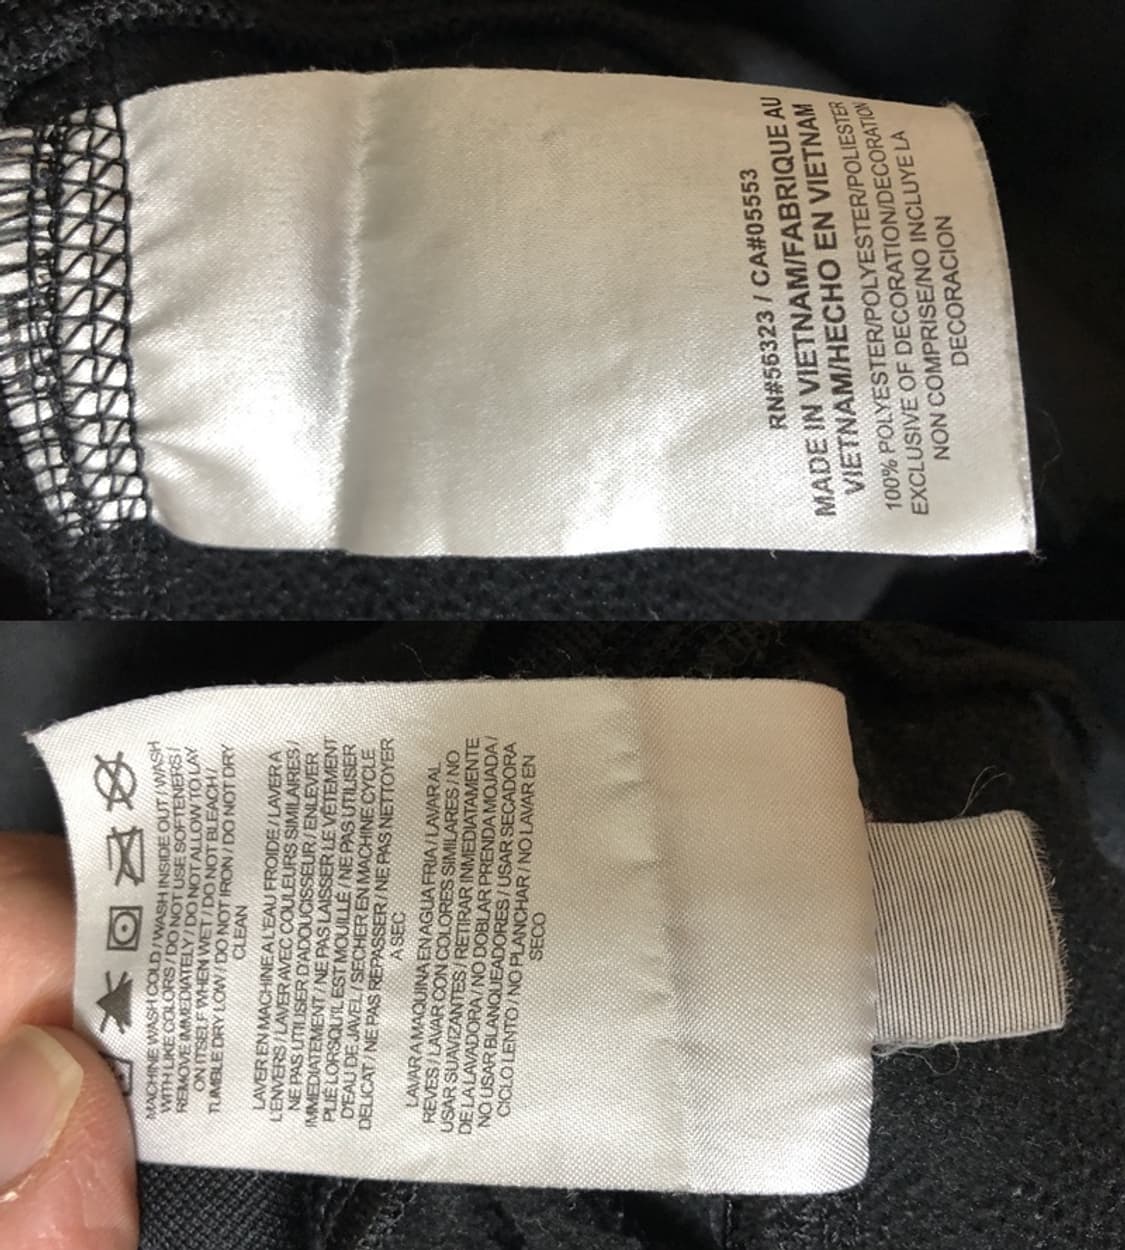 RN#56323 / CA#05553
MADE IN VIETNAM/FABRIQUE AU
VIETNAM/HECHO EN VIETNAM
100% POLYESTER/POLYESTER/POLIESTER
EXCLUSIVE OF DECORATION/DECORATION
NON COMPRISE/NO INCLUYE LA
DECORACION
MACHINE WASH COLD / WASH INSIDE OUT / WASH
WITH LIKE COLORS / DO NOT USE SOFTENERS /
REMOVE IMMEDIATELY / DO NOT ALLOW TO LAY
ON ITSELF WHEN WET / DO NOT BLEACH /
TUMBLE DRY LOW / DO NOT IRON / DO NOT DRY
CLEAN
LAVER EN MACHINE A L'EAU FROIDE / LAVER A
L'ENVERS / LAVER AVEC COULEURS SIMILAIRES /
NE PAS UTILISER D'ADOUCISSEUR / ENLEVER
IMMEDIATEMENT / NE PAS LAISSER LE VÊTEMENT
PLIÉ LORSQU'IL EST MOUILLÉ / NE PAS UTILISER
D'EAU DE JAVEL / SECHER EN MACHINE CYCLE
DELICAT / NE PAS REPASSER / NE PAS NETTOYER
A SEC
LAVAR A MAQUINA EN AGUA FRIA / LAVAR AL
REVES / LAVAR CON COLORES SIMILARES / NO
USAR SUAVIZANTES / RETIRAR INMEDIATAMENTE
DE LA LAVADORA / NO DOBLAR PRENDA MOJADA /
NO USAR BLANQUEADORES / USAR SECADORA
CICLO LENTO / NO PLANCHAR / NO LAVAR EN
SECO